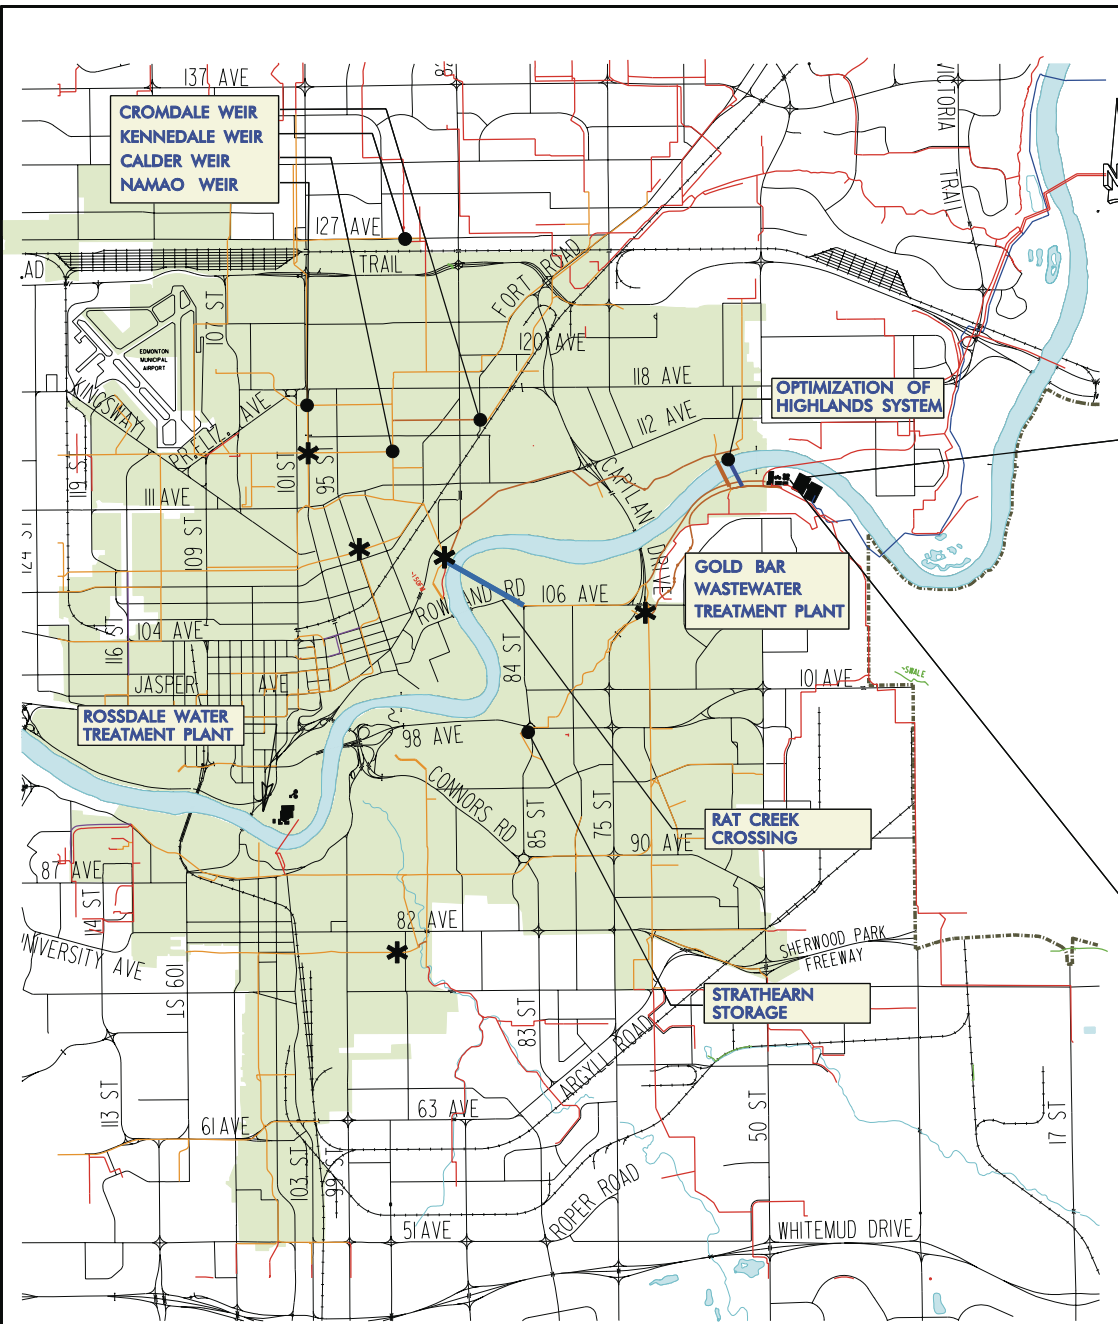 137 AVE
VICTORIA
TRAIL
CROMDALE WEIR
KENNEDALE WEIR
CALDER WEIR
NAMAO WEIR
127 AVE
TRAIL
FORT ROAD
107 ST
EDMONTON
MUNICIPAL
AIRPORT
120 AVE
118 AVE
OPTIMIZATION OF
HIGHLANDS SYSTEM
KINGSWAY
AVE
112 AVE
119 S
101 ST
95 ST
CAPILAN
DRIVE
111 AVE
109 ST
124 ST
GOLD BAR
WASTEWATER
TREATMENT PLANT
ROWLAND RD
106 AVE
116 ST
104 AVE
84 ST
JASPER AVE
101 AVE
~SWALE
ROSSDALE WATER
TREATMENT PLANT
98 AVE
CONNORS RD
85 ST
75 ST
RAT CREEK
CROSSING
90 AVE
87 AVE
114 ST
82 AVE
UNIVERSITY AVE
SHERWOOD PARK
FREEWAY
109 ST
STRATHEARN
STORAGE
83 ST
ARGYLL ROAD
113 ST
61 AVE
63 AVE
50 ST
17 ST
103 ST
99 ST
51 AVE
ROPER ROAD
WHITEMUD DRIVE